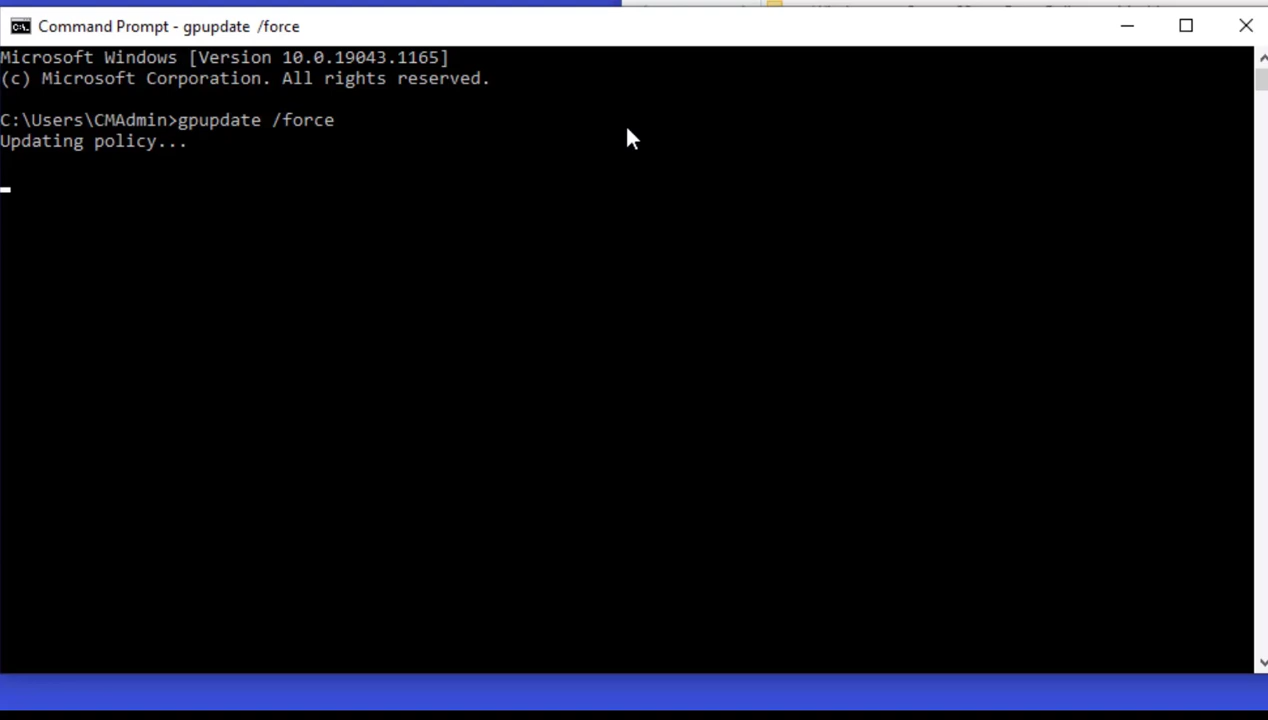 Command Prompt - gpupdate  /force
Microsoft Windows [Version 10.0.19043.1165]
(c) Microsoft Corporation. All rights reserved.
C:\Users\CMAdmin>gpupdate /force
Updating policy...